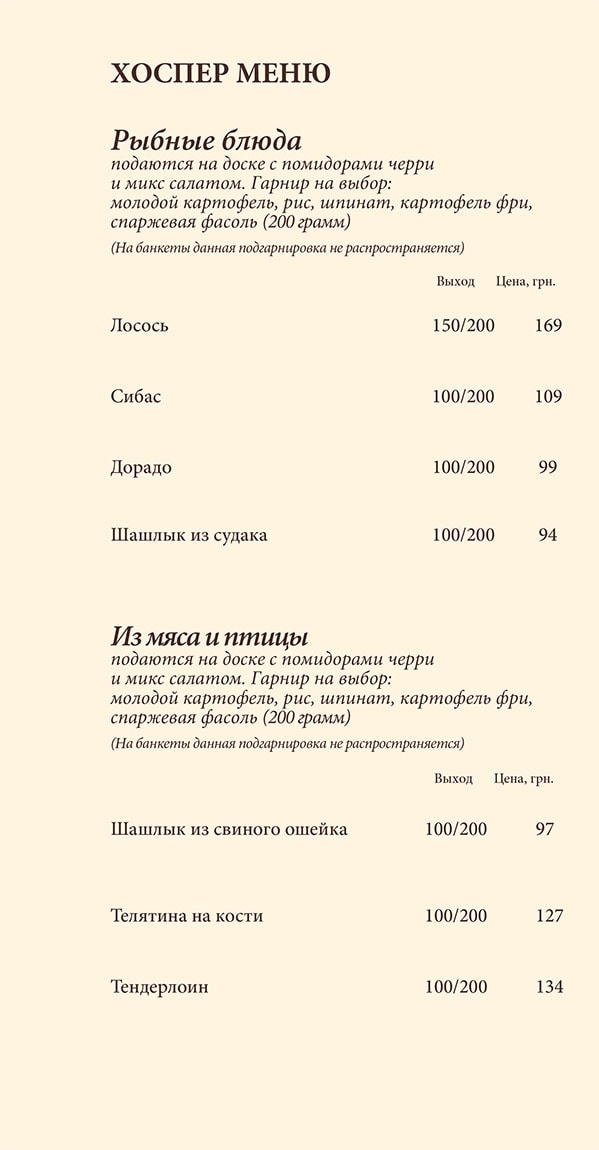 ХОСПЕР МЕНЮ
Рыбные блюда
подаются на доске с помидорами черри
и микс салатом. Гарнир на выбор:
молодой картофель, рис, шпинат, картофель фри,
спаржевая фасоль (200 грамм)
(На банкеты данная подгарнировка не распространяется)
Выход Цена, грн.
Лосось 150/200 169
Сибас 100/200 109
Дорадо 100/200 99
Шашлык из судака 100/200 94
Из мяса и птицы
подаются на доске с помидорами черри
и микс салатом. Гарнир на выбор:
молодой картофель, рис, шпинат, картофель фри,
спаржевая фасоль (200 грамм)
(На банкеты данная подгарнировка не распространяется)
Выход Цена, грн.
Шашлык из свиного ошейка 100/200 97
Телятина на кости 100/200 127
Тендерлоин 100/200 134